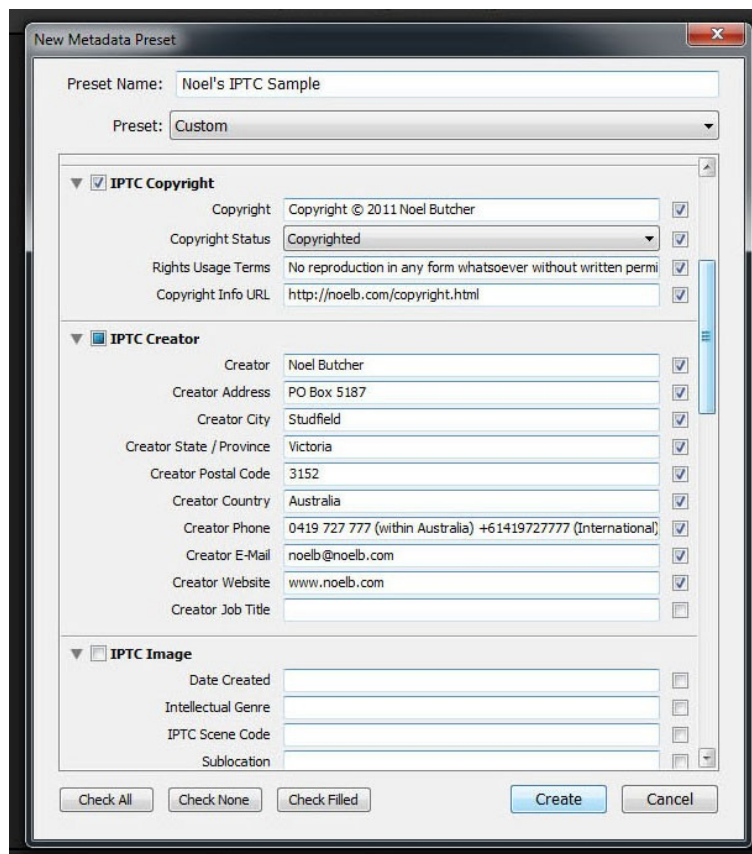 New Metadata Preset
Preset Name: Noel's IPTC Sample
Preset: Custom
IPTC Copyright
Copyright Copyright © 2011 Noel Butcher
Copyright Status Copyrighted
Rights Usage Terms No reproduction in any form whatsoever without written permi
Copyright Info URL http://noelb.com/copyright.html
IPTC Creator
Creator Noel Butcher
Creator Address PO Box 5187
Creator City Studfield
Creator State / Province Victoria
Creator Postal Code 3152
Creator Country Australia
Creator Phone 0419 727 777 (within Australia) +61419727777 (International)
Creator E-Mail noelb@noelb.com
Creator Website www.noelb.com
Creator Job Title
IPTC Image
Date Created
Intellectual Genre
IPTC Scene Code
Sublocation
Check All Check None Check Filled Create Cancel